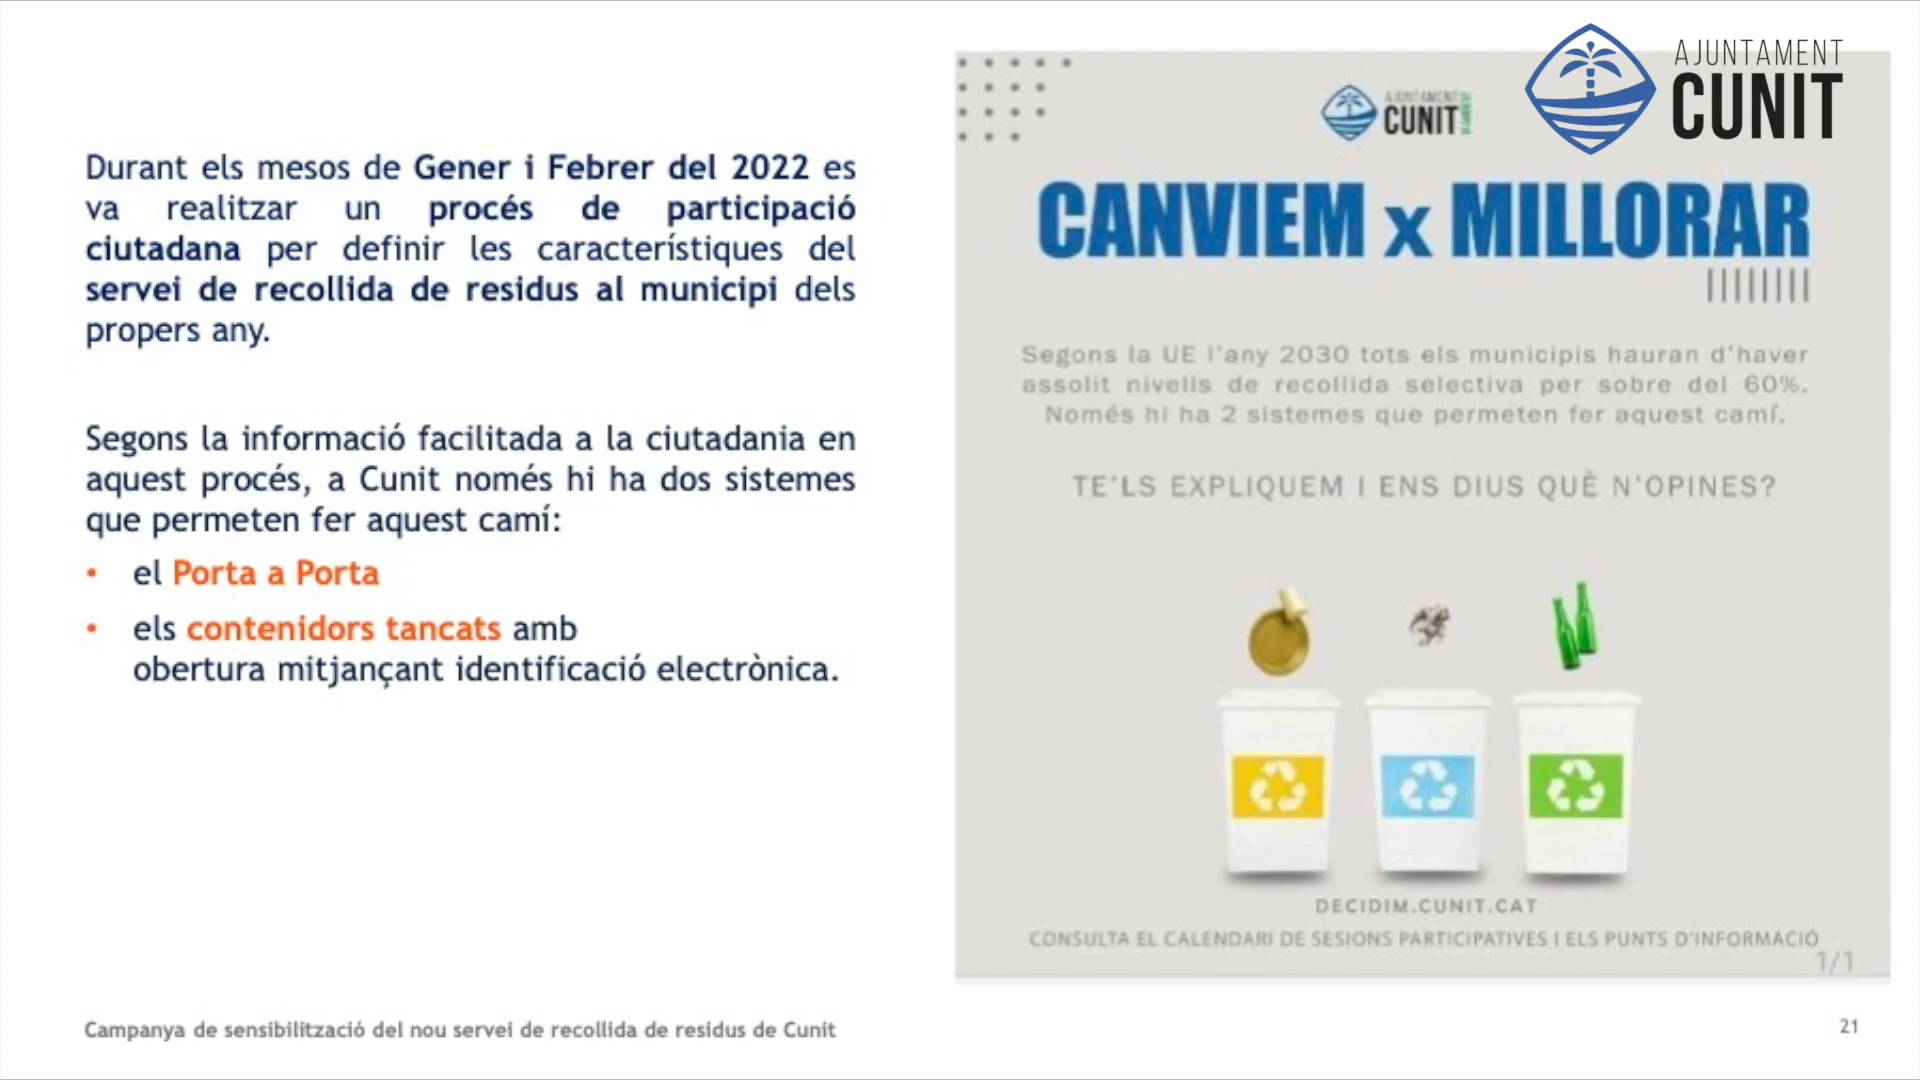 Durant els mesos de Gener i Febrer del 2022 es
va realitzar un procés de participació
ciutadana per definir les característiques del
servei de recollida de residus al municipi dels
propers any.
Segons la informació facilitada a la ciutadania en
aquest procés, a Cunit només hi ha dos sistemes
que permeten fer aquest camí:
• el Porta a Porta
• els contenidors tancats amb
obertura mitjançant identificació electrònica.
AJUNTAMENT
CUNIT
AJUNTAMENT
CUNIT
CANVIEM x MILLORAR
Segons la UE l'any 2030 tots els municipis hauran d'haver
assolit nivells de recollida selectiva per sobre del 60%.
Només hi ha 2 sistemes que permeten fer aquest camí.
TE'LS EXPLIQUEM I ENS DIUS QUÈ N'OPINES?
DECIDIM.CUNIT.CAT
CONSULTA EL CALENDARI DE SESIONS PARTICIPATIVES I ELS PUNTS D'INFORMACIÓ
1/1
Campanya de sensibilització del nou servei de recollida de residus de Cunit
21